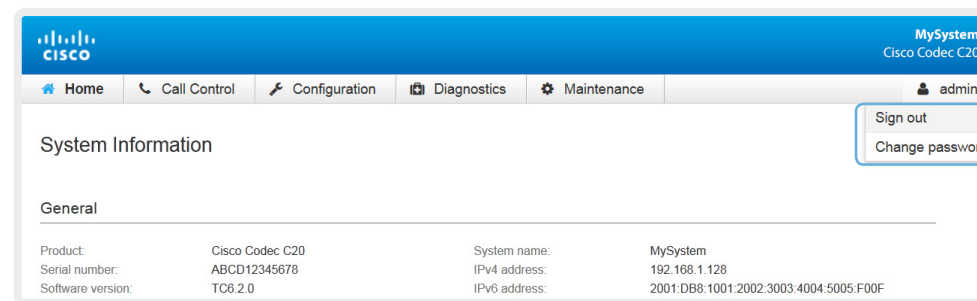 MySystem
CISCO
Cisco Codec C20
Home Call Control Configuration Diagnostics Maintenance admin
Sign out
System Information
Change passwor
General
Product: Cisco Codec C20 System name: MySystem
Serial number: ABCD12345678 IPv4 address: 192.168.1.128
Software version: TC6.2.0 IPv6 address: 2001:DB8:1001:2002:3003:4004:5005:F00F